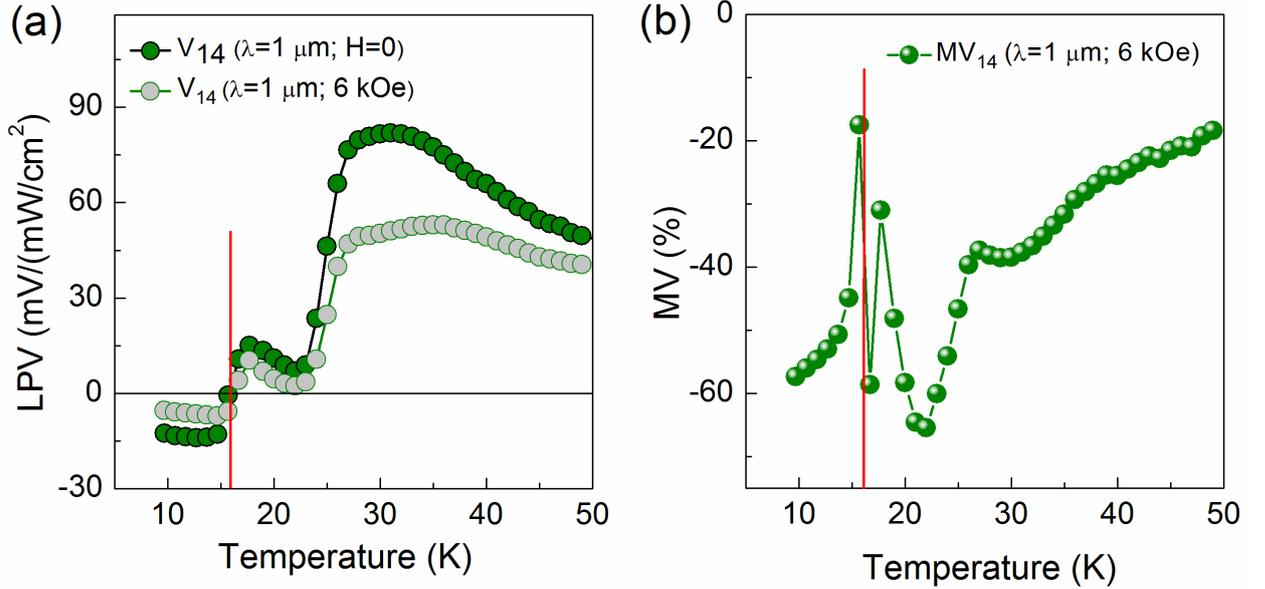 (a)
V14 (λ=1 μm; H=0)
V14 (λ=1 μm; 6 kOe)
LPV (mV/(mW/cm²)
90
60
30
0
-30
10 20 30 40 50
Temperature (K)
(b)
MV14 (λ=1 μm; 6 kOe)
MV (%)
0
-20
-40
-60
10 20 30 40 50
Temperature (K)